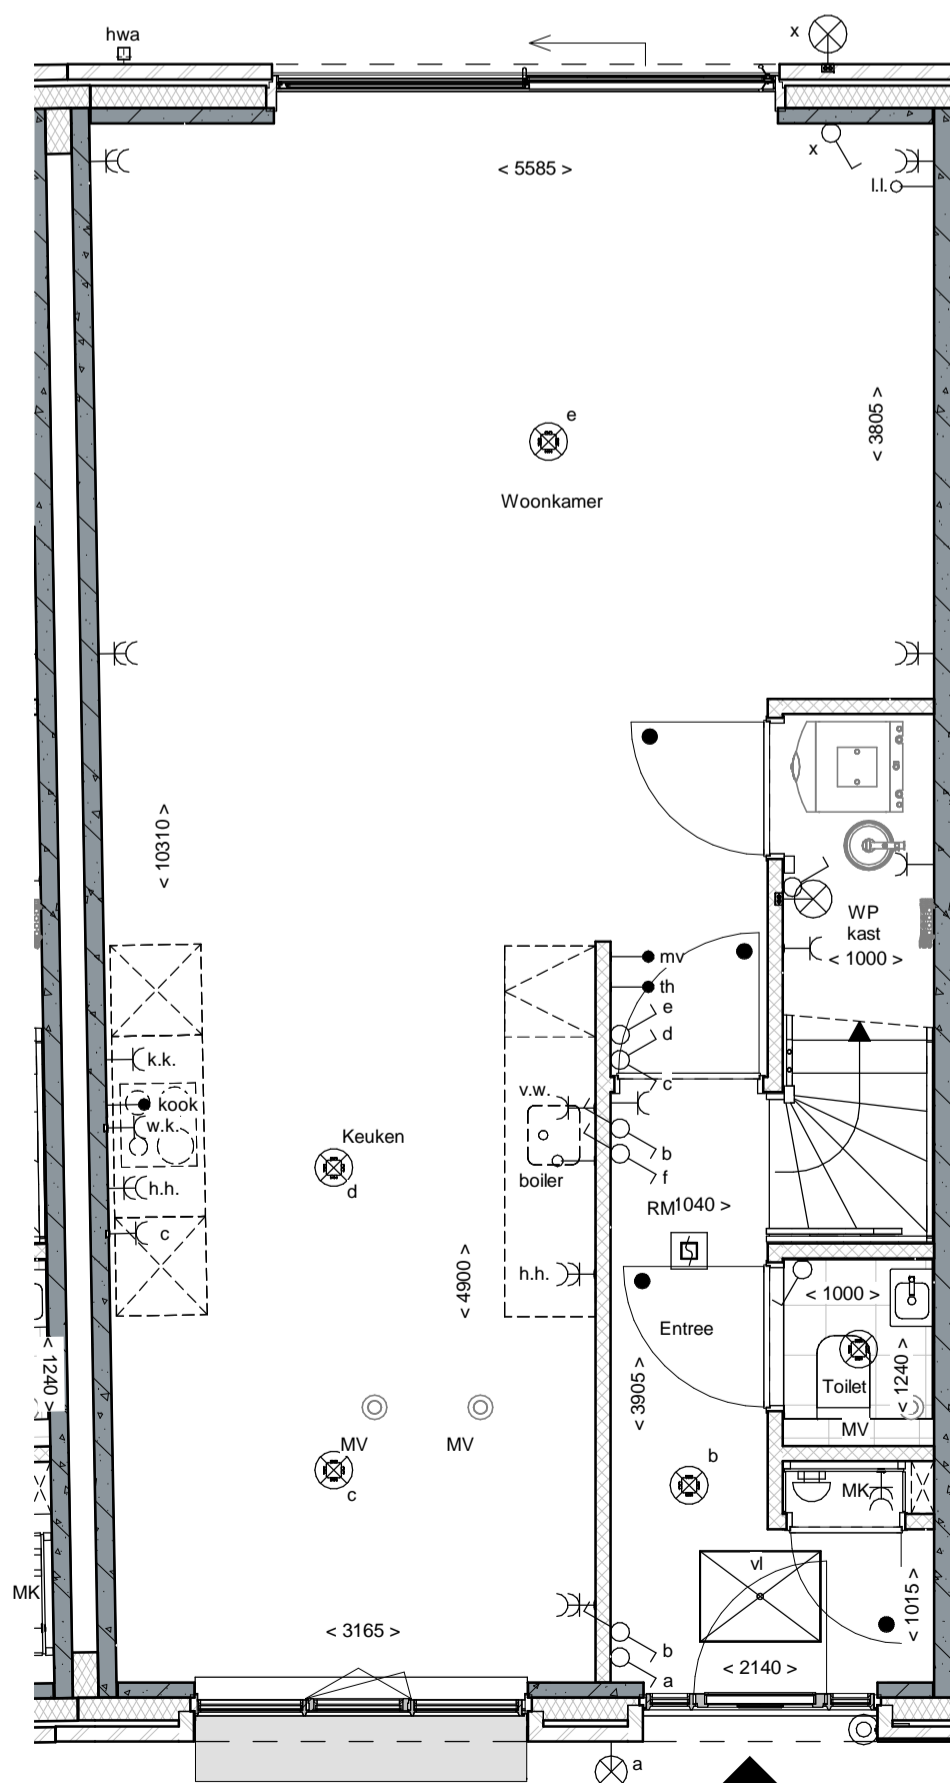 hwa
x
< 5585 >
x
l.l.
< 3805 >
e
Woonkamer
< 10310 >
WP
kast
< 1000 >
mv
th
e
d
c
k.k.
kook
w.k.
v.w.
Keuken
b
d
boiler
f
h.h.
RM
1040 >
c
h.h.
< 4900 >
< 1000 >
Entree
< 1240 >
< 3905 >
Toilet
< 1240 >
MV
MV
MV
c
b
MK
MK
vl
< 1015 >
< 3165 >
b
a
< 2140 >
a